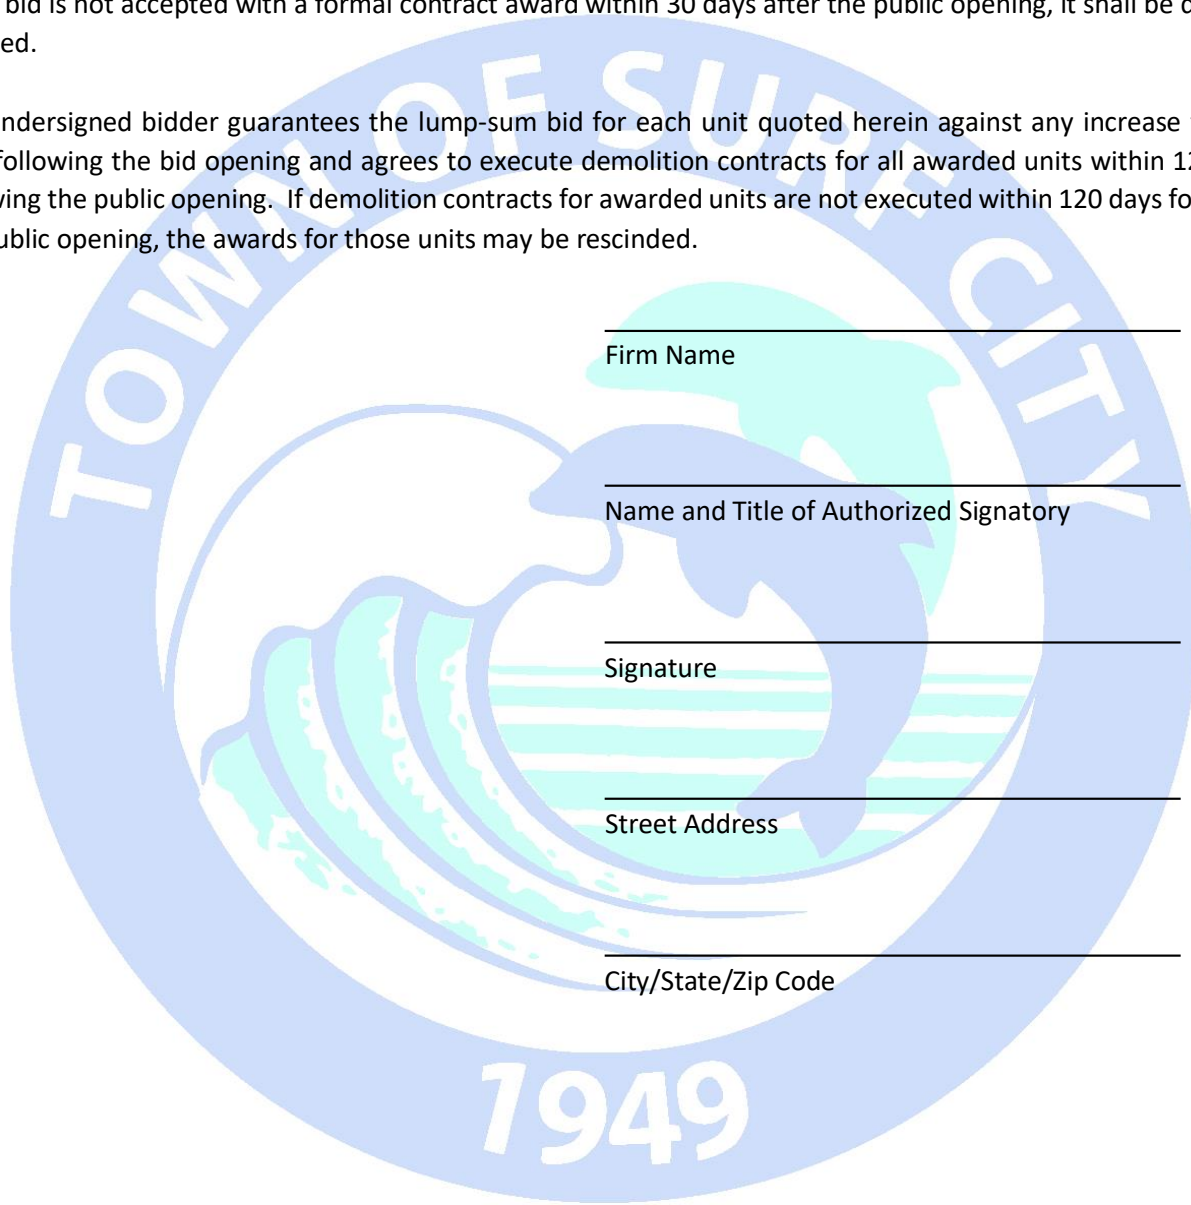 bid is not accepted with a formal contract award within 30 days after the public opening, it shall be
ed.
ndersigned bidder guarantees the lump-sum bid for each unit quoted herein against any increase
following the bid opening and agrees to execute demolition contracts for all awarded units within 12
ving the public opening. If demolition contracts for awarded units are not executed within 120 days fo
ublic opening, the awards for those units may be rescinded.
Firm Name
Name and Title of Authorized Signatory
Signature
Street Address
City/State/Zip Code
TOWN OF SURF CITY
1949